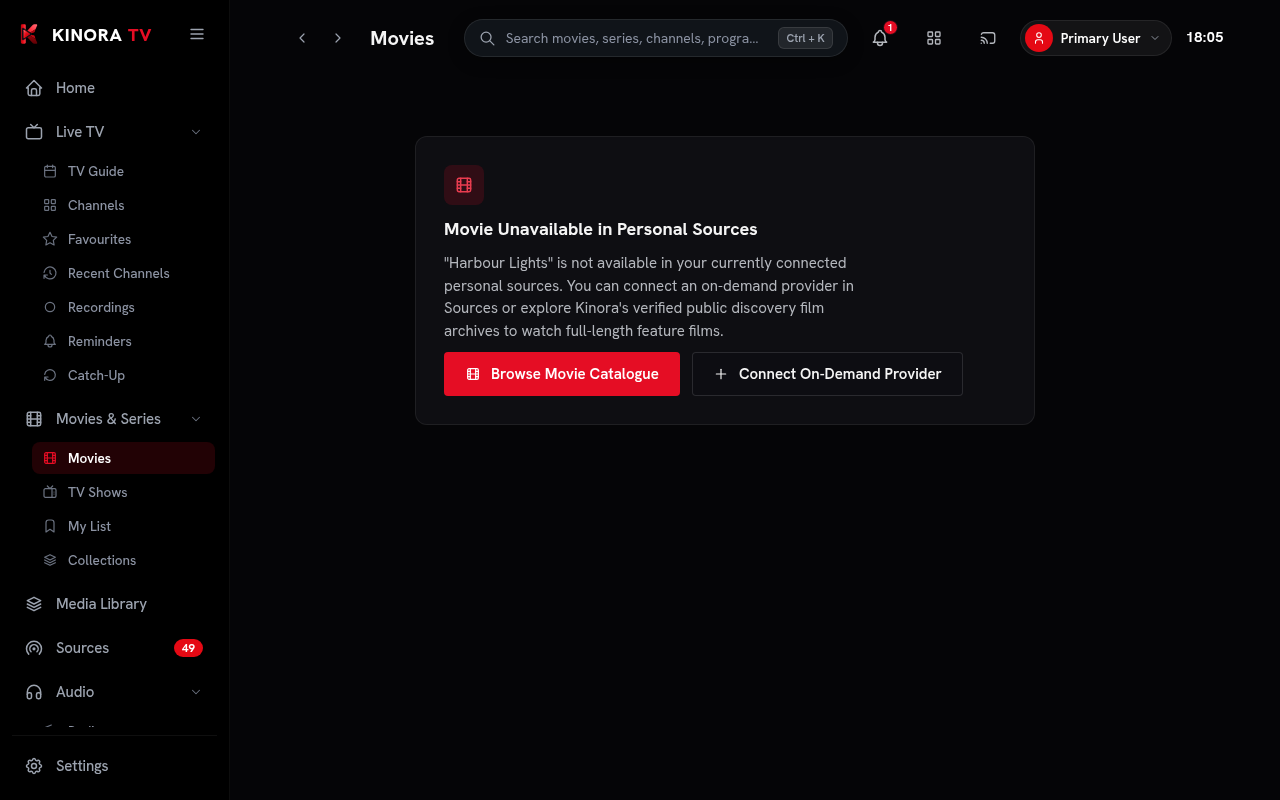 KINORA TV
Home
Live TV
TV Guide
Channels
Favourites
Recent Channels
Recordings
Reminders
Catch-Up
Movies & Series
Movies
TV Shows
My List
Collections
Media Library
Sources 49
Audio
Settings
Movies
Search movies, series, channels, progra...
Ctrl + K
1
Primary User
18:05
Movie Unavailable in Personal Sources
"Harbour Lights" is not available in your currently connected
personal sources. You can connect an on-demand provider in
Sources or explore Kinora's verified public discovery film
archives to watch full-length feature films.
Browse Movie Catalogue
Connect On-Demand Provider